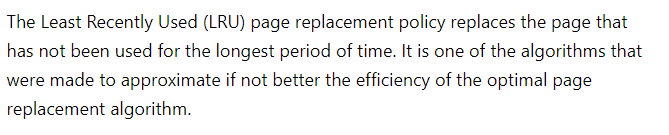 The Least Recently Used (LRU) page replacement policy replaces the page that
has not been used for the longest period of time. It is one of the algorithms that
were made to approximate if not better the efficiency of the optimal page
replacement algorithm.